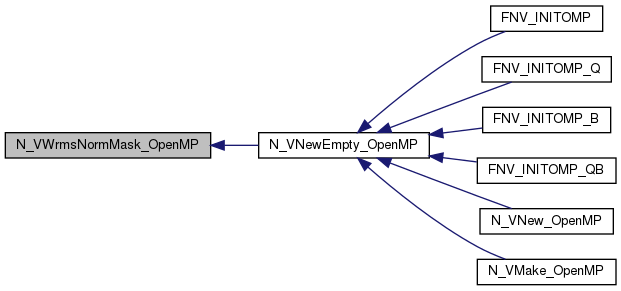 FNV_INITOMP
FNV_INITOMP_Q
FNV_INITOMP_B
N_VWrmsNormMask_OpenMP
N_VNewEmpty_OpenMP
FNV_INITOMP_QB
N_VNew_OpenMP
N_VMake_OpenMP